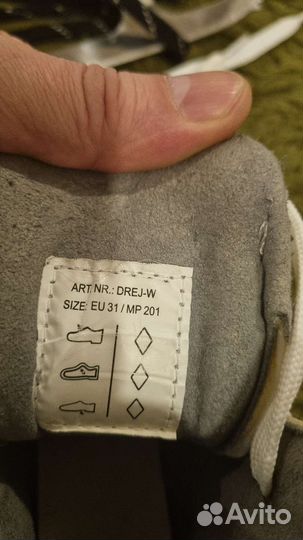 ART. NR.: DREJ-W
SIZE: EU 31 / MP 201
Avito